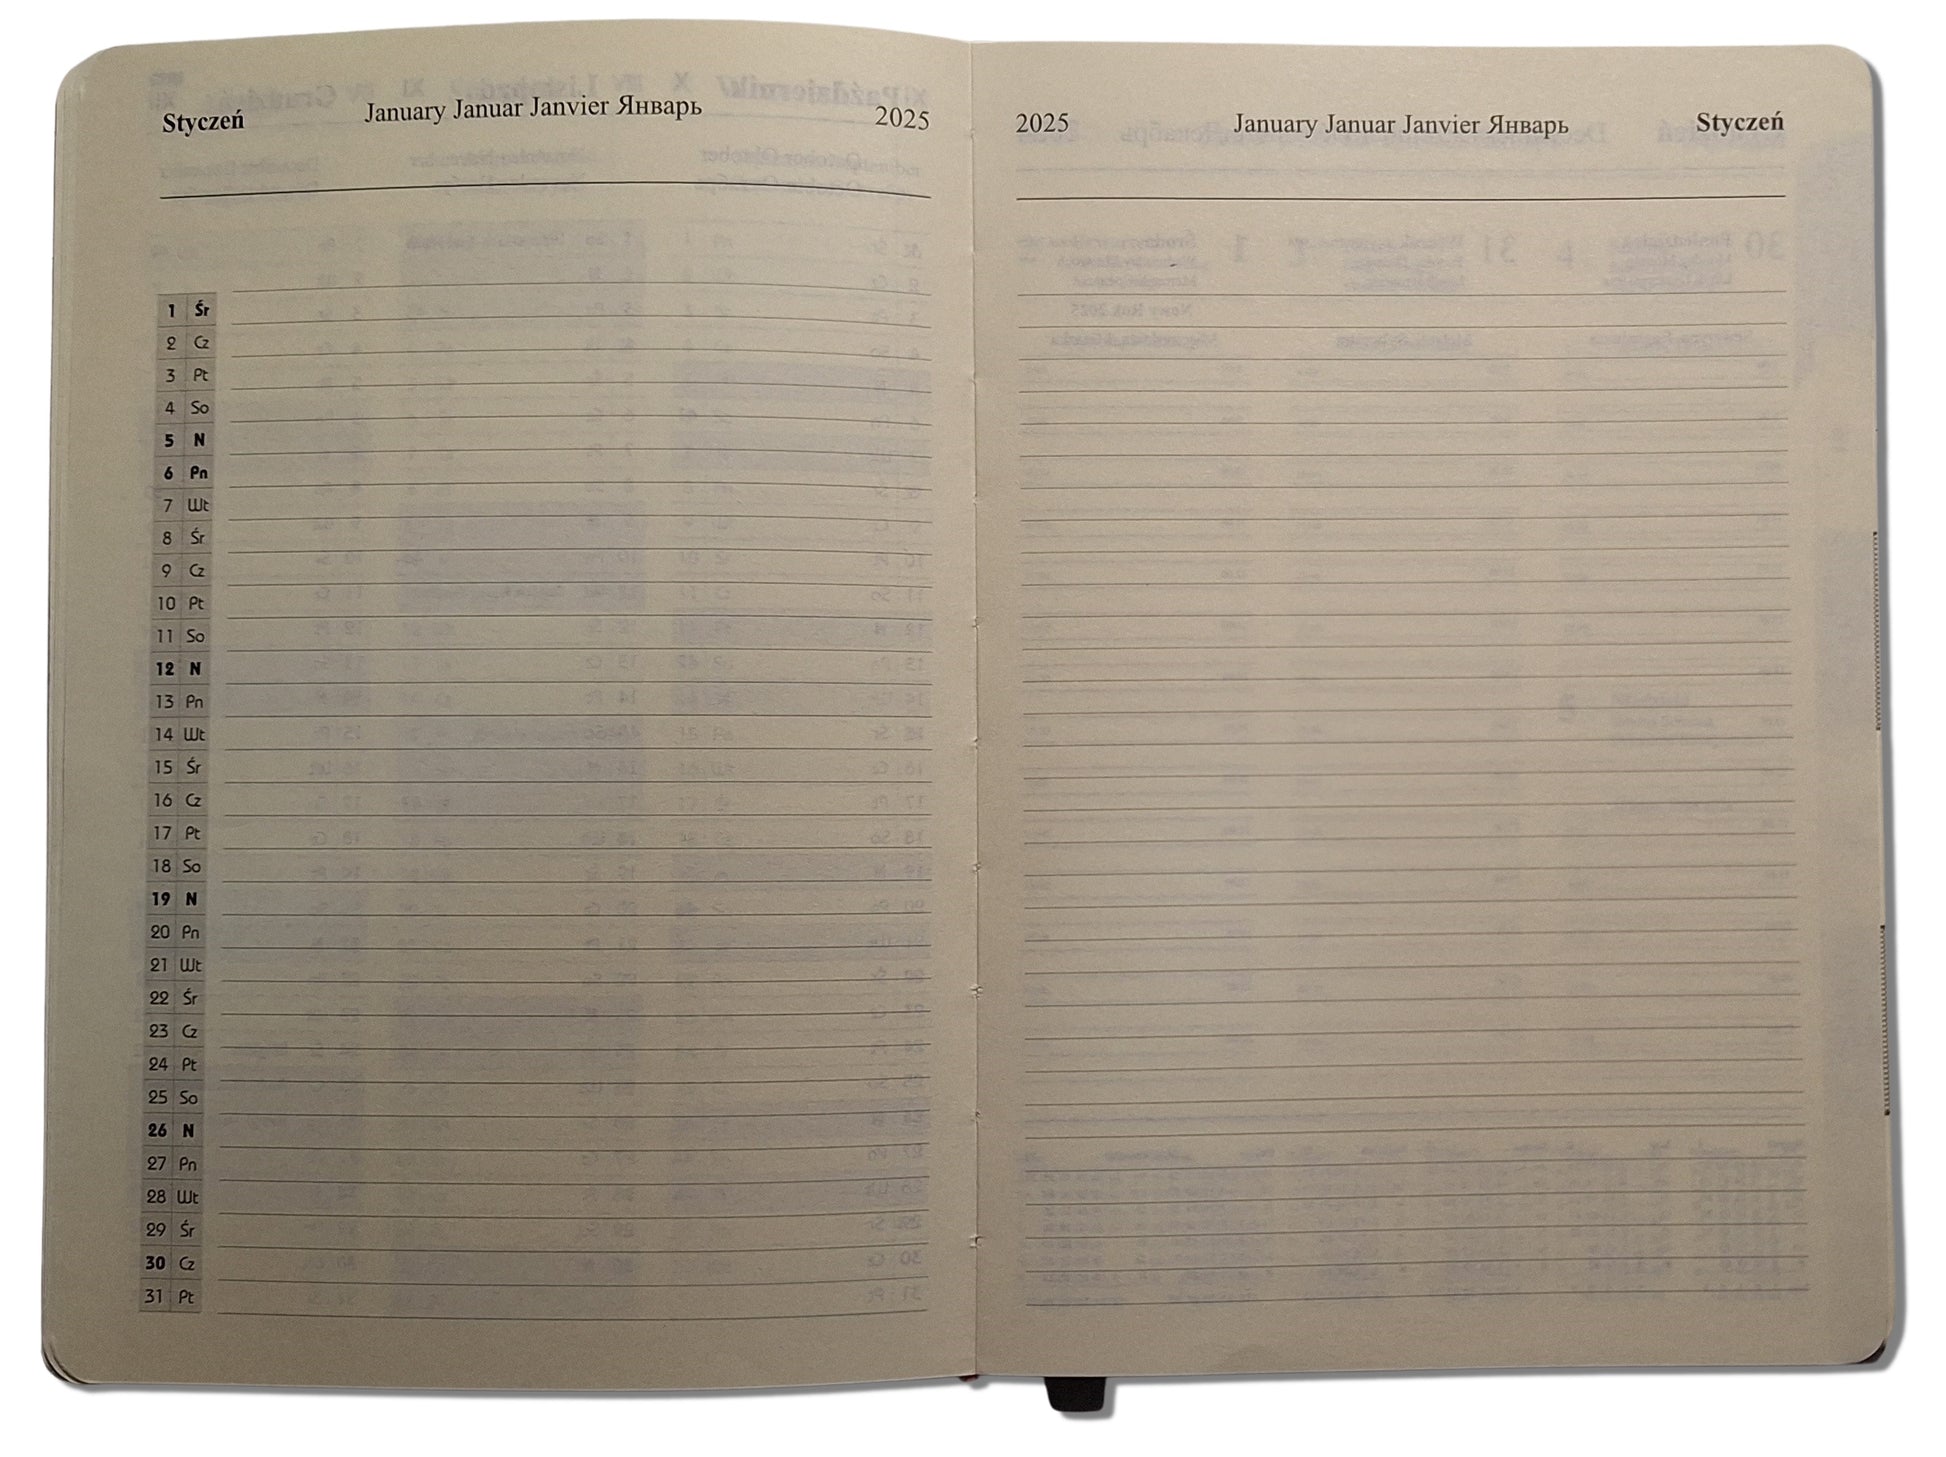 Styczeń January Januar Janvier Январь 2025
1 Śr
2 Cz
3 Pt
4 So
5 N
6 Pn
7 Wt
8 Śr
9 Cz
10 Pt
11 So
12 N
13 Pn
14 Wt
15 Śr
16 Cz
17 Pt
18 So
19 N
20 Pn
21 Wt
22 Śr
23 Cz
24 Pt
25 So
26 N
27 Pn
28 Wt
29 Śr
30 Cz
31 Pt
2025 January Januar Janvier Январь Styczeń